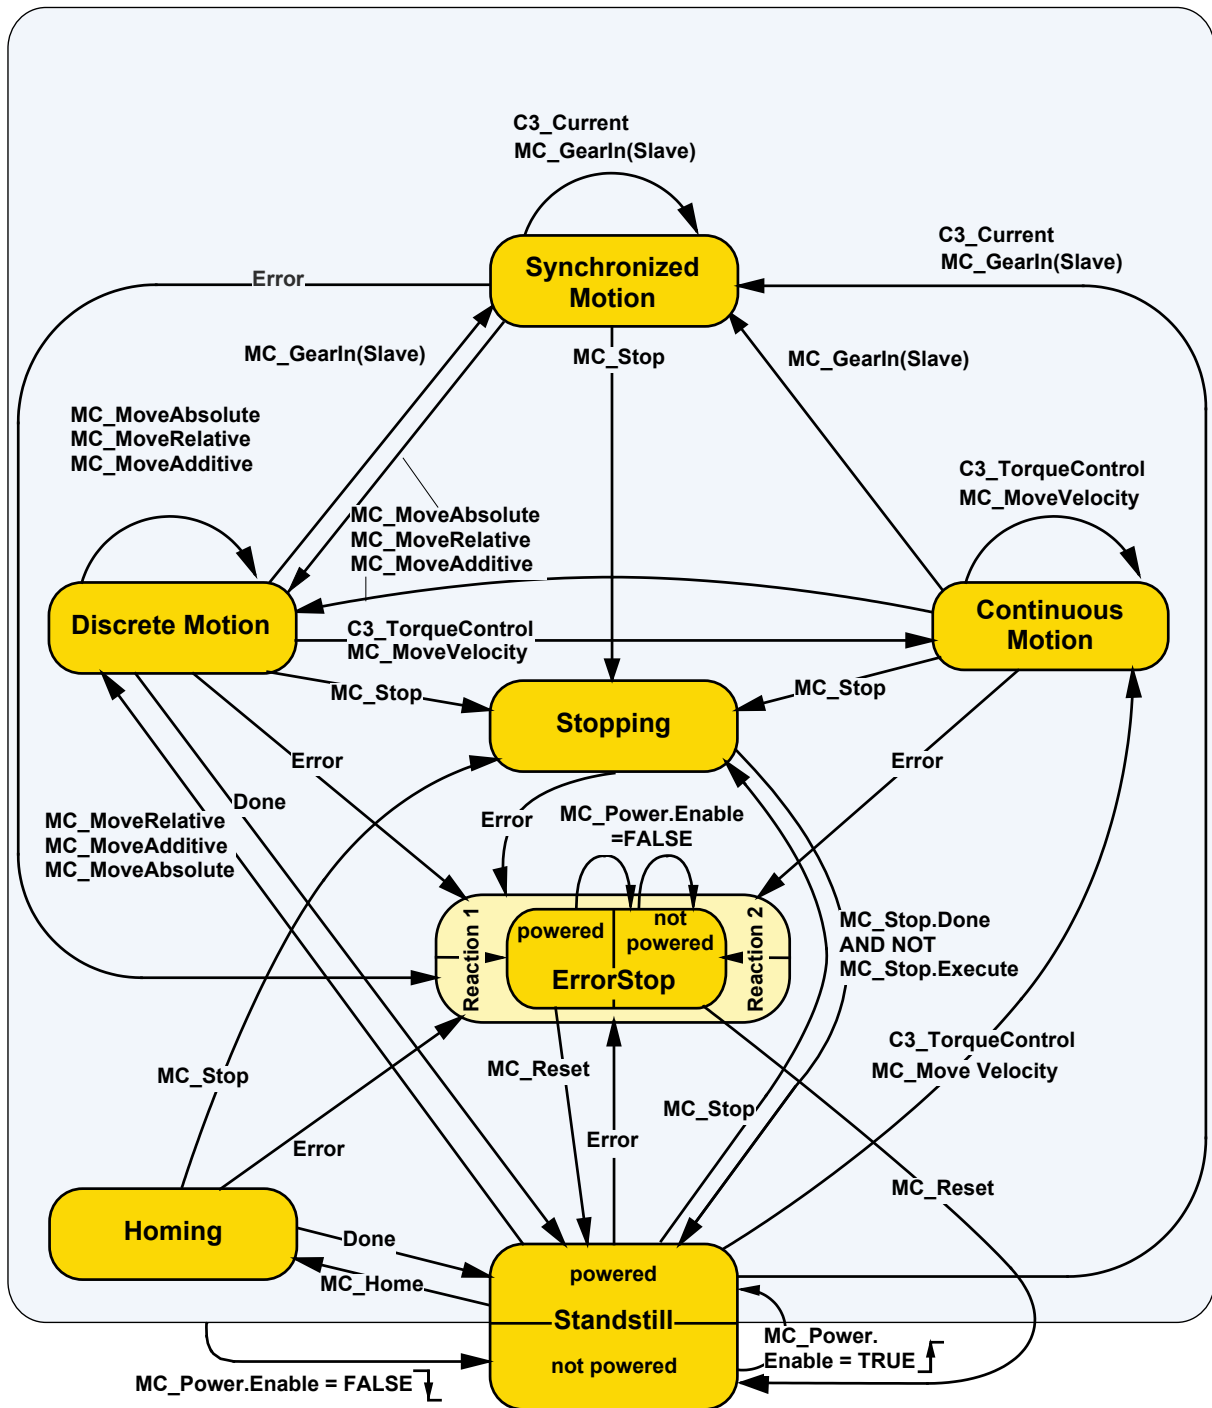 C3_Current
MC_GearIn(Slave)
C3_Current
MC_GearIn(Slave)
Synchronized
Motion
Error
MC_GearIn(Slave)
MC_Stop
MC_GearIn(Slave)
MC_MoveAbsolute
MC_MoveRelative
MC_MoveAdditive
C3_TorqueControl
MC_MoveVelocity
MC_MoveAbsolute
MC_MoveRelative
MC_MoveAdditive
Discrete Motion
Continuous
Motion
C3_TorqueControl
MC_MoveVelocity
MC_Stop
MC_Stop
Stopping
Error
Error
Done
MC_MoveRelative
MC_MoveAdditive
MC_MoveAbsolute
Error
MC_Power.Enable
=FALSE
Reaction 1
powered
not
powered
ErrorStop
Reaction 2
MC_Stop.Done
AND NOT
MC_Stop.Execute
C3_TorqueControl
MC_Move Velocity
MC_Stop
MC_Reset
MC_Stop
Error
Error
MC_Reset
Homing
Done
MC_Home
powered
Standstill
not powered
MC_Power.
Enable = TRUE
MC_Power.Enable = FALSE